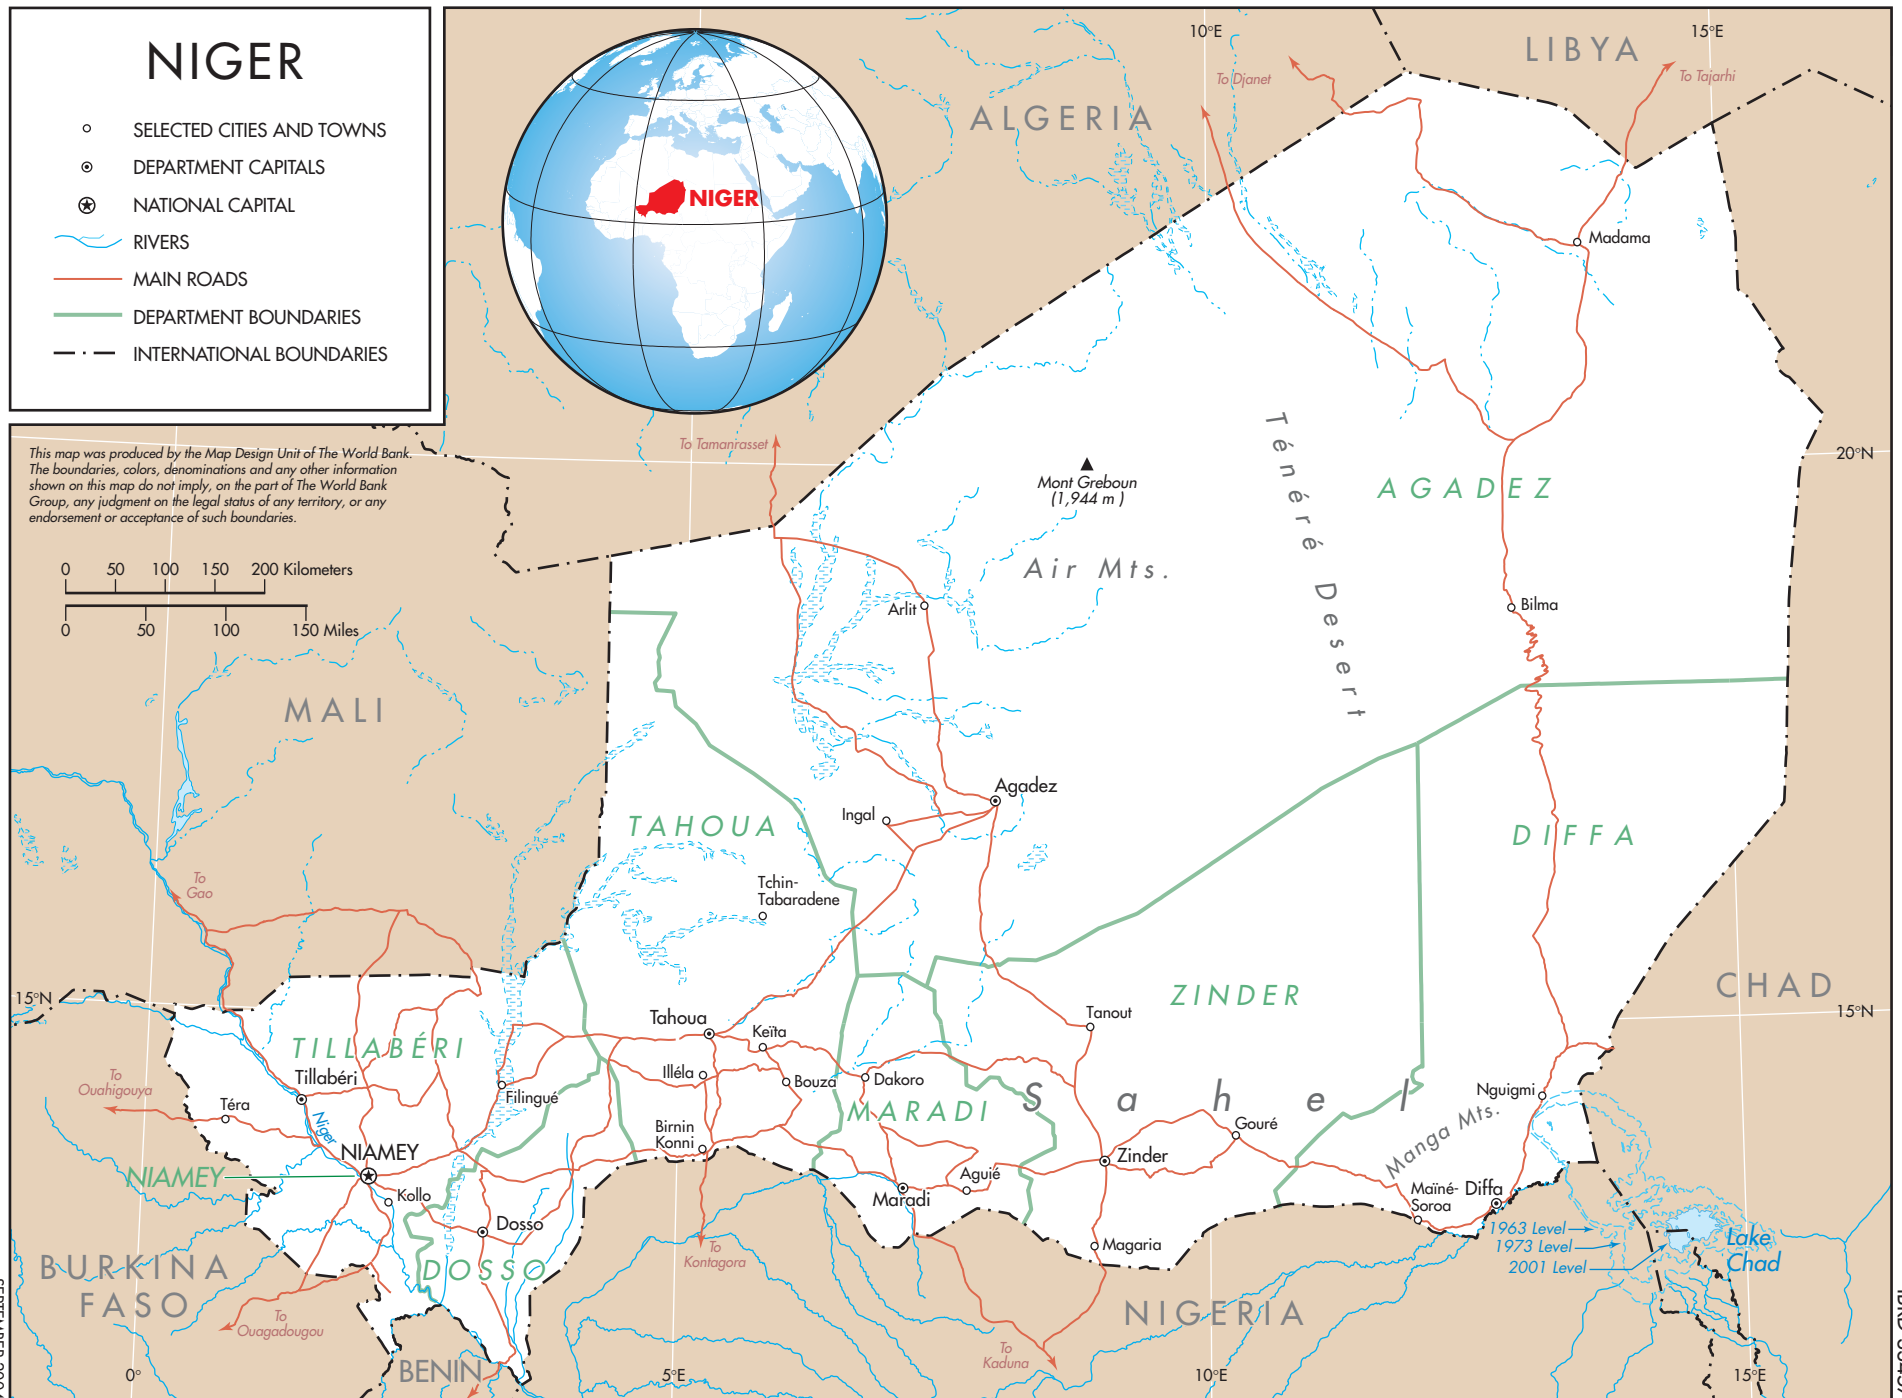 NIGER
SELECTED CITIES AND TOWNS
DEPARTMENT CAPITALS
NATIONAL CAPITAL
RIVERS
MAIN ROADS
DEPARTMENT BOUNDARIES
INTERNATIONAL BOUNDARIES
NIGER
This map was produced by the Map Design Unit of The World Bank.
The boundaries, colors, denominations and any other information
shown on this map do not imply, on the part of The World Bank
Group, any judgment on the legal status of any territory, or any
endorsement or acceptance of such boundaries.
0 50 100 150 200 Kilometers
0 50 100 150 Miles
10°E
15°E
LIBYA
To Djanet
To Tajarhi
ALGERIA
Madama
To Tamanrasset
20°N
Mont Greboun
(1,944 m )
Ténéré Desert
AGADEZ
Air Mts.
Arlit
Bilma
MALI
Agadez
Ingal
TAHOUA
DIFFA
To
Gao
Tchin-
Tabaradene
CHAD
15°N
ZINDER
15°N
Tanout
Tahoua
Keïta
TILLABÉRI
Tillabéri
Illéla
Bouza
Dakoro
To
Ouahigouya
Téra
Filingué
MARADI
Sahel
Nguigmi
Niger
Gouré
Manga Mts.
Birnin
Konni
NIAMEY
NIAMEY
Zinder
Aguié
Kollo
Maradi
Maïné-
Soroa
Diffa
Dosso
1963 Level
1973 Level
2001 Level
Lake
Chad
Magaria
To
Kontagora
BURKINA
FASO
DOSSO
NIGERIA
To
Ouagadougou
To
Kaduna
BENIN
0°
5°E
10°E
15°E